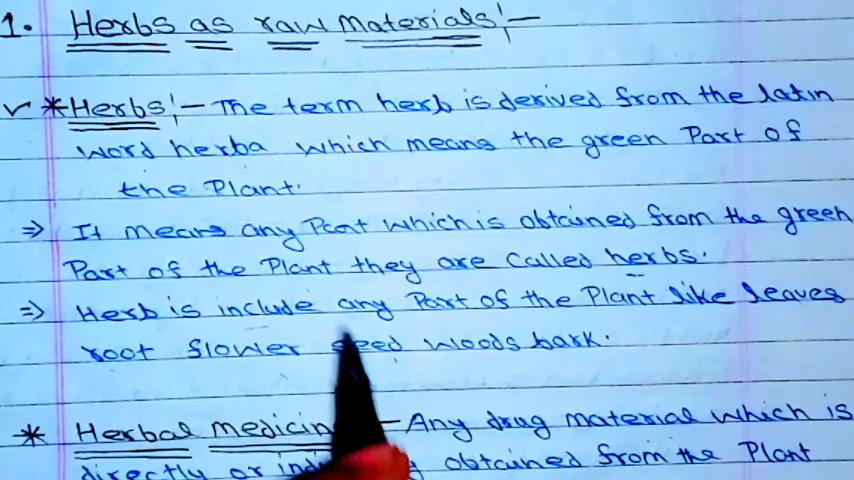 1. Herbs as raw materials:-
✓ *Herbs:- The term herb is derived from the latin
word herba which means the green Part of
the Plant.
⇒ It means any Part which is obtained from the green
Part of the Plant they are called herbs.
⇒ Herb is include any Part of the Plant like leaves
root flower seed woods bark.
* Herbal medicin - Any drug material which is
directly or obtained from the Plant